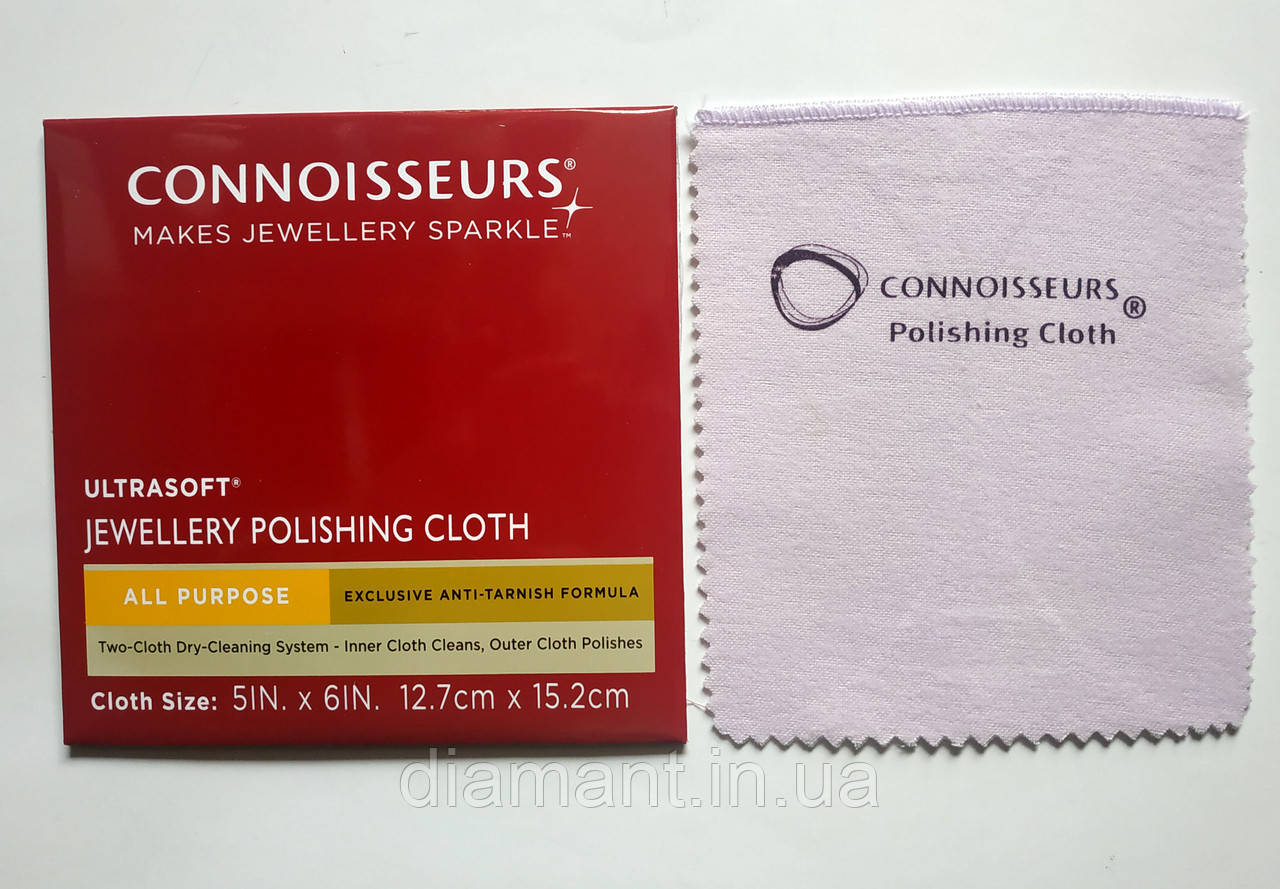 CONNOISSEURS®
MAKES JEWELLERY SPARKLE™
ULTRASOFT®
JEWELLERY POLISHING CLOTH
ALL PURPOSE
EXCLUSIVE ANTI-TARNISH FORMULA
Two-Cloth Dry-Cleaning System - Inner Cloth Cleans, Outer Cloth Polishes
Cloth Size: 5IN. x 6IN. 12.7cm x 15.2cm
CONNOISSEURS®
Polishing Cloth
diamant.in.ua